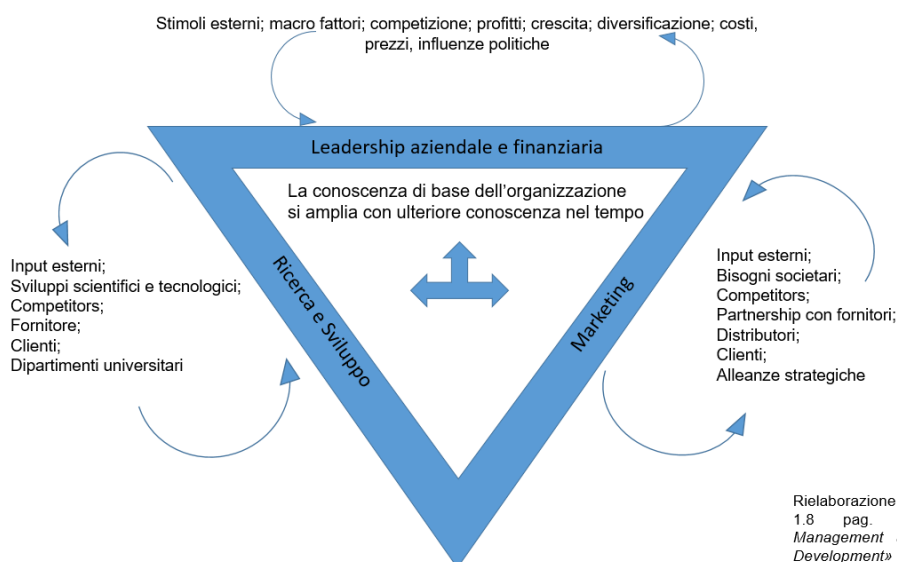 Stimoli esterni; macro fattori; competizione; profitti; crescita; diversificazione; costi,
prezzi, influenze politiche
Leadership aziendale e finanziaria
La conoscenza di base dell'organizzazione
si amplia con ulteriore conoscenza nel tempo
Ricerca e Sviluppo
Marketing
Input esterni;
Sviluppi scientifici e tecnologici;
Competitors;
Fornitore;
Clienti;
Dipartimenti universitari
Input esterni;
Bisogni societari;
Competitors;
Partnership con fornitori;
Distributori;
Clienti;
Alleanze strategiche
Rielaborazione
1.8 pag.
Management
Development»